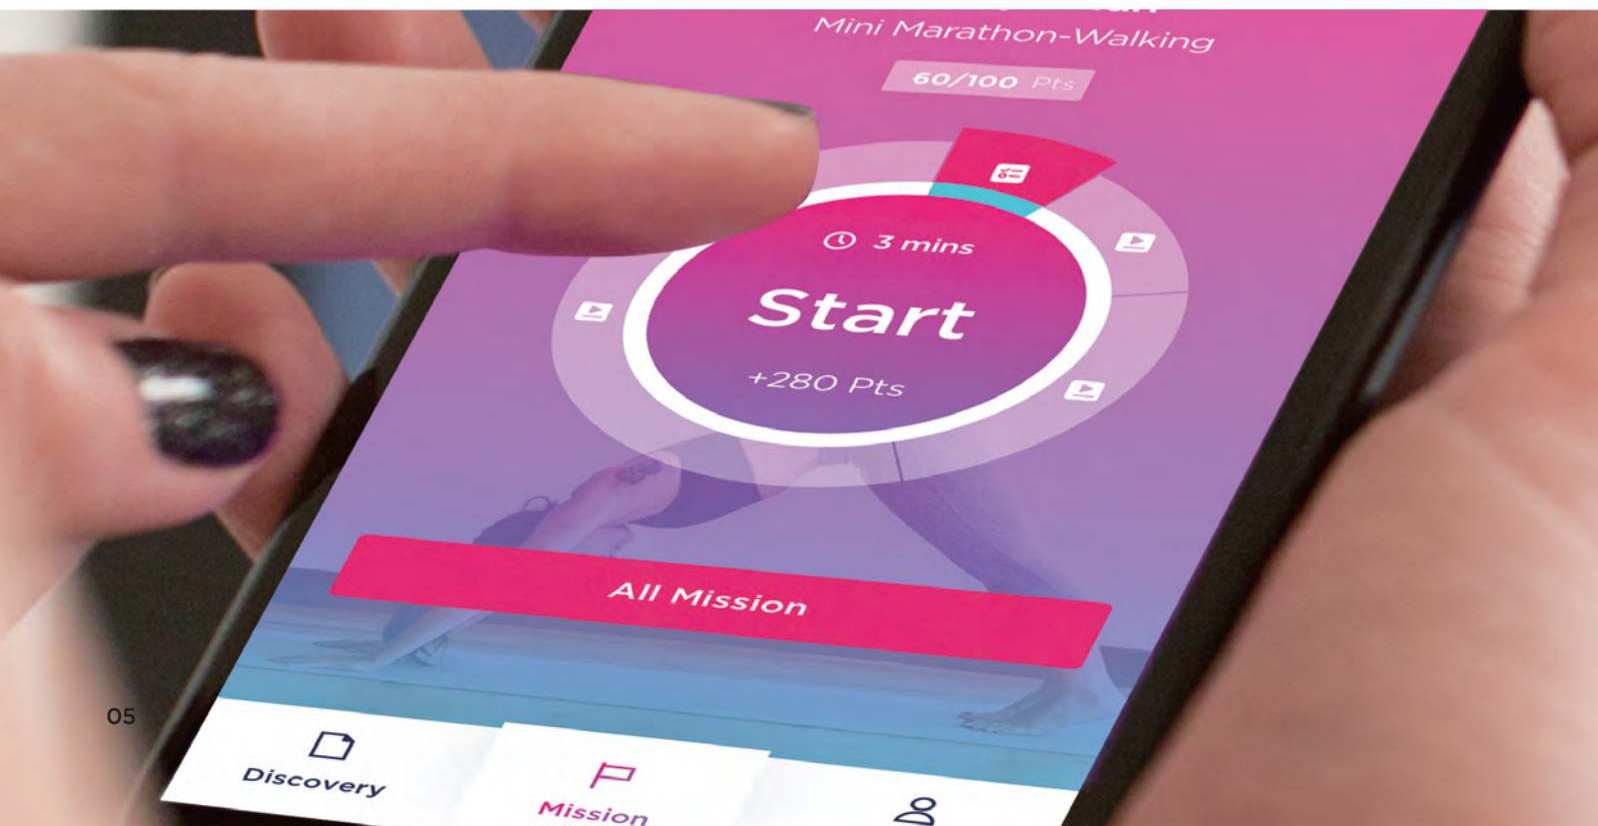 Mini Marathon-Walking
60/100 Pts
3 mins
Start
+280 Pts
All Mission
05
Discovery
Mission